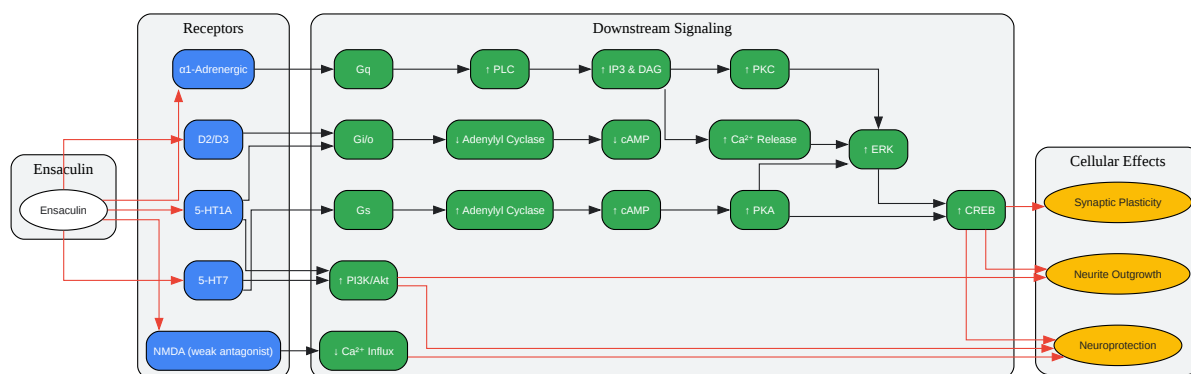 Receptors
Downstream Signaling
α1-Adrenergic
Gq
↑ PLC
↑ IP3 & DAG
↑ PKC
D2/D3
Gi/o
↓ Adenylyl Cyclase
↓ cAMP
↑ Ca²⁺ Release
↑ ERK
Ensaculin
Cellular Effects
Ensaculin
5-HT1A
Gs
↑ Adenylyl Cyclase
↑ cAMP
↑ PKA
↑ CREB
Synaptic Plasticity
5-HT7
↑ PI3K/Akt
Neurite Outgrowth
NMDA (weak antagonist)
↓ Ca²⁺ Influx
Neuroprotection